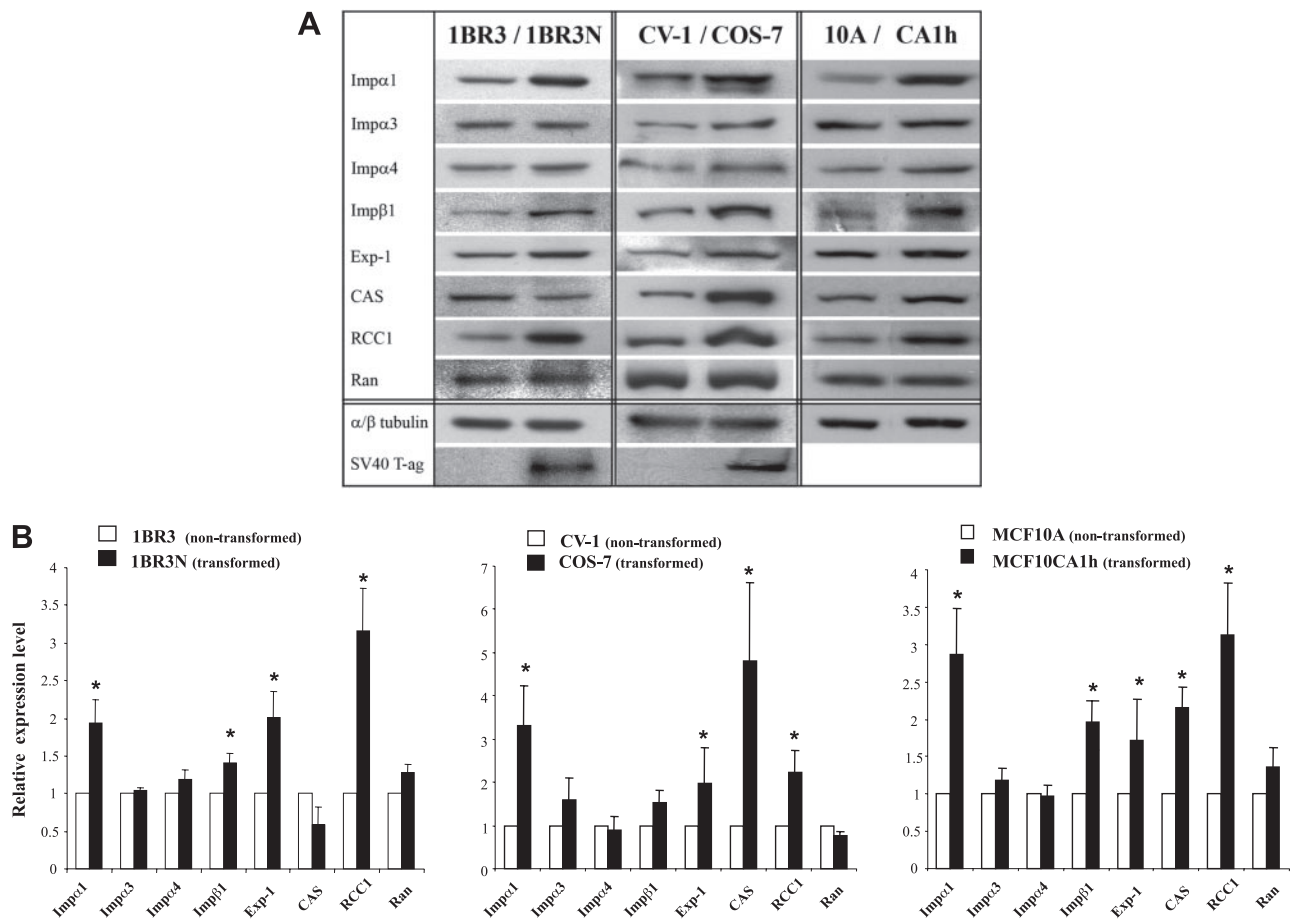 A
1BR3 / 1BR3N CV-1 / COS-7 10A / CA1h
Impα1
Impα3
Impα4
Impβ1
Exp-1
CAS
RCC1
Ran
α/β tubulin
SV40 T-ag
B
1BR3 (non-transformed)
1BR3N (transformed)
CV-1 (non-transformed)
COS-7 (transformed)
MCF10A (non-transformed)
MCF10CA1h (transformed)
Relative expression level
4
3.5
3
2.5
2
1.5
1
0.5
0
* * * *
Impα1 Impα3 Impα4 Impβ1 Exp-1 CAS RCC1 Ran
7
6
5
4
3
2
1
0
* * * *
Impα1 Impα3 Impα4 Impβ1 Exp-1 CAS RCC1 Ran
4
3.5
3
2.5
2
1.5
1
0.5
0
* * * * *
Impα1 Impα3 Impα4 Impβ1 Exp-1 CAS RCC1 Ran